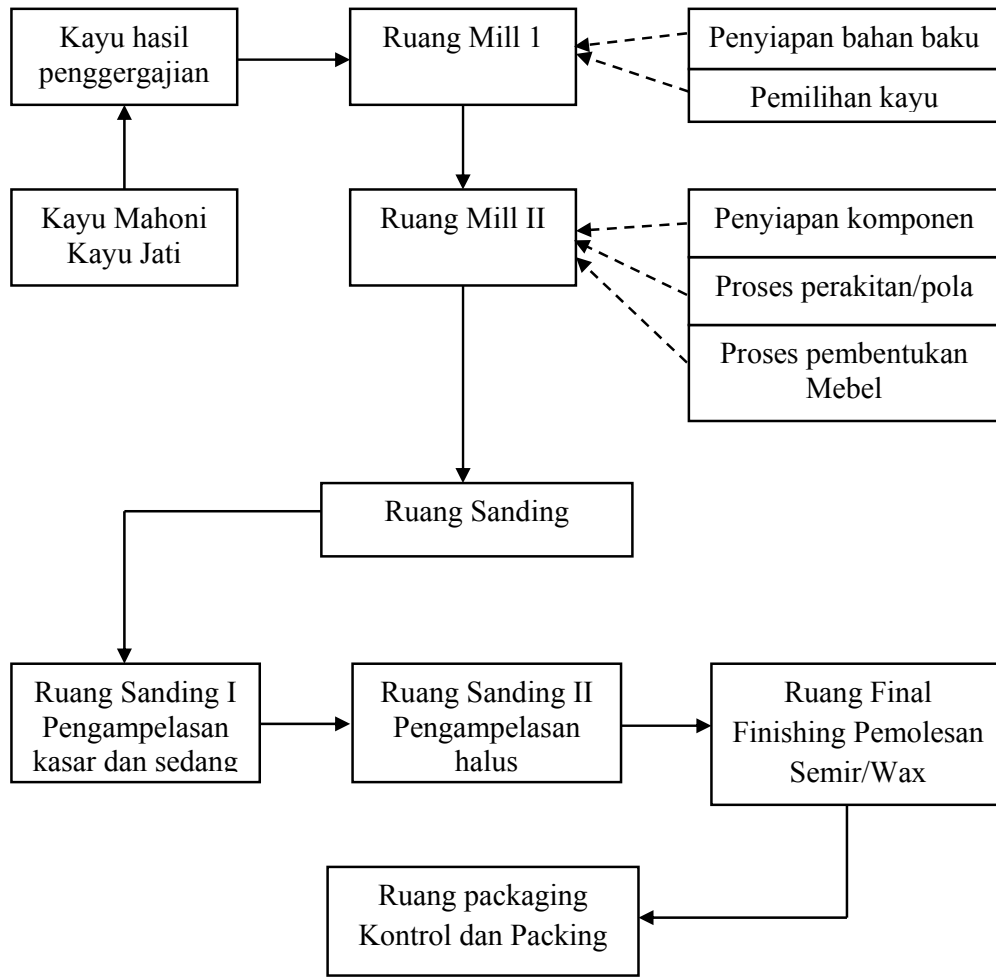 Kayu hasil
penggergajian
Ruang Mill 1
Penyiapan bahan baku
Pemilihan kayu
Kayu Mahoni
Kayu Jati
Ruang Mill II
Penyiapan komponen
Proses perakitan/pola
Proses pembentukan
Mebel
Ruang Sanding
Ruang Sanding I
Pengampelasan
kasar dan sedang
Ruang Sanding II
Pengampelasan
halus
Ruang Final
Finishing Pemolesan
Semir/Wax
Ruang packaging
Kontrol dan Packing